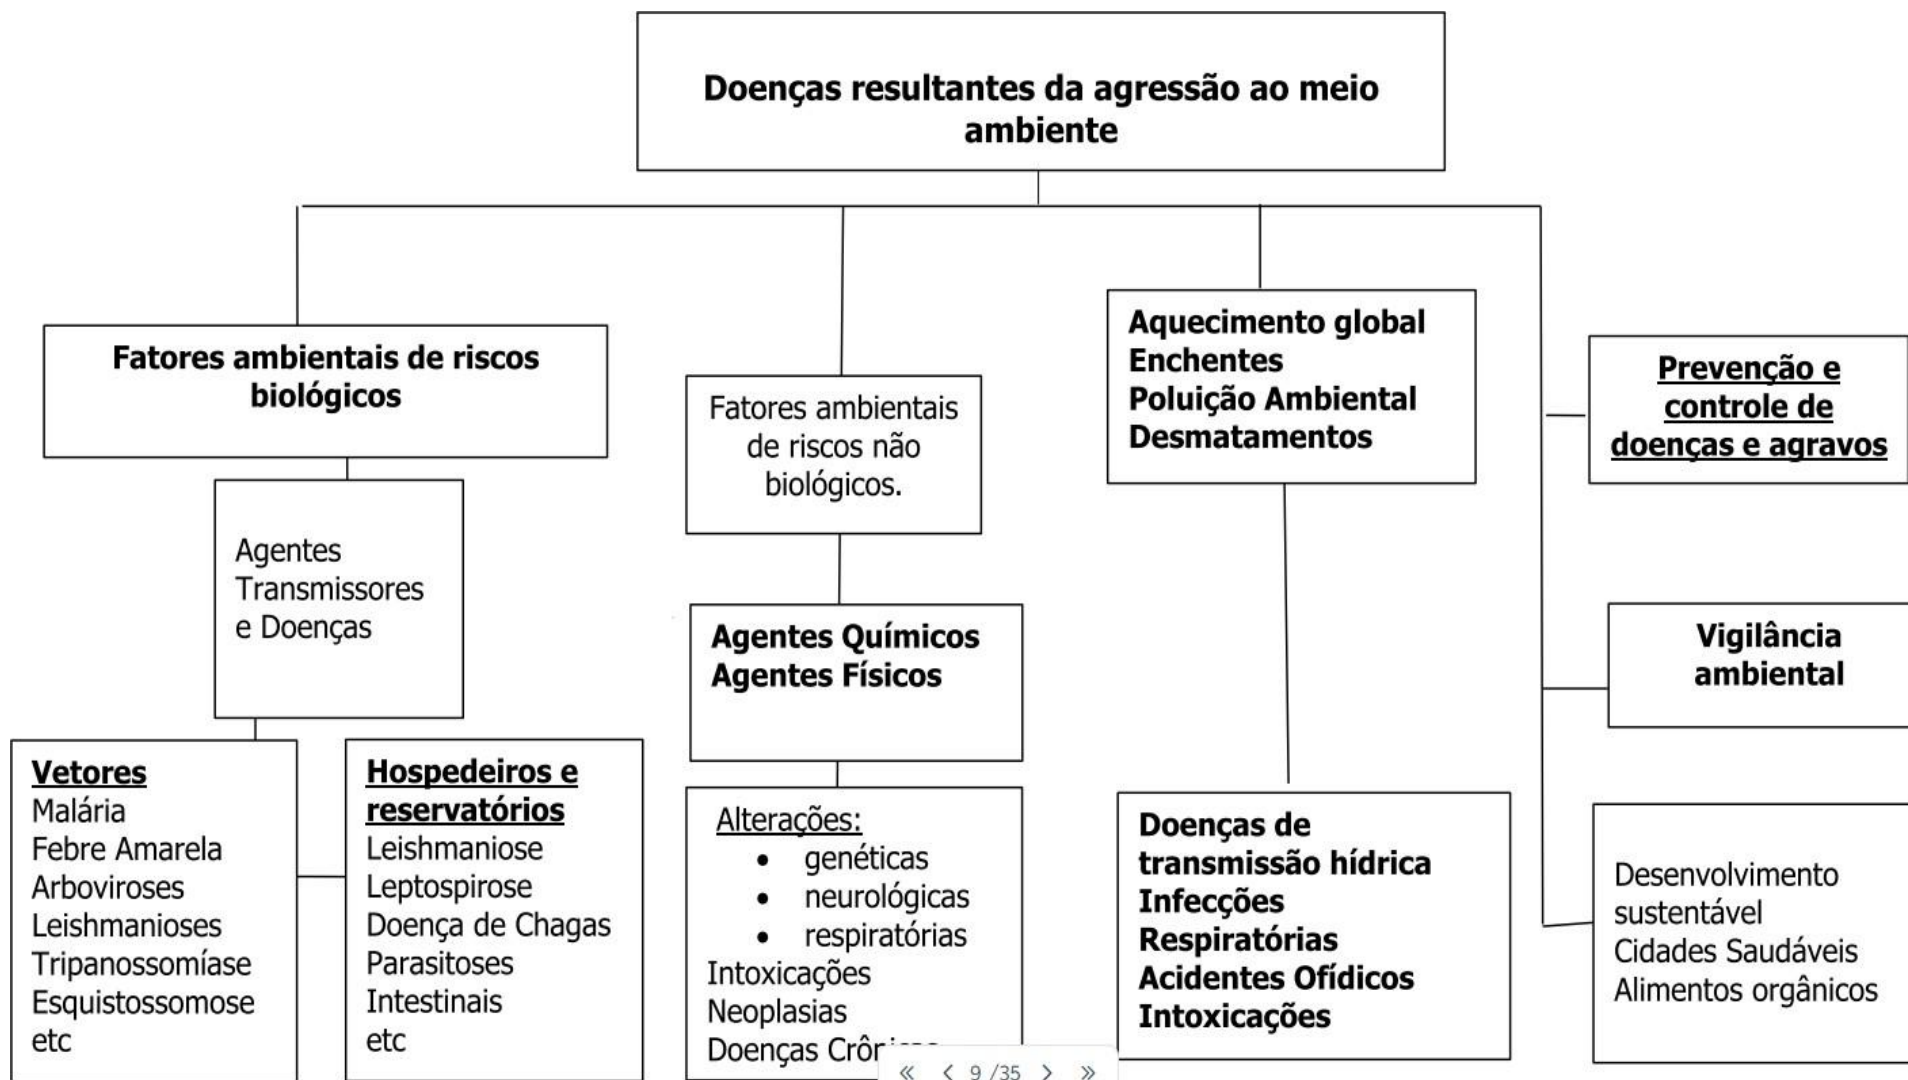 Doenças resultantes da agressão ao meio
ambiente
Fatores ambientais de riscos
biológicos
Agentes
Transmissores
e Doenças
Vetores
Malária
Febre Amarela
Arboviroses
Leishmanioses
Tripanossomíase
Esquistossomose
etc
Hospedeiros e
reservatórios
Leishmaniose
Leptospirose
Doença de Chagas
Parasitoses
Intestinais
etc
Fatores ambientais
de riscos não
biológicos.
Agentes Químicos
Agentes Físicos
Alterações:
• genéticas
• neurológicas
• respiratórias
Intoxicações
Neoplasias
Doenças
Aquecimento global
Enchentes
Poluição Ambiental
Desmatamentos
Doenças de
transmissão hídrica
Infecções
Respiratórias
Acidentes Ofídicos
Intoxicações
Prevenção e
controle de
doenças e agravos
Vigilância
ambiental
Desenvolvimento
sustentável
Cidades Saudáveis
Alimentos orgânicos
« < 9 /35 > »